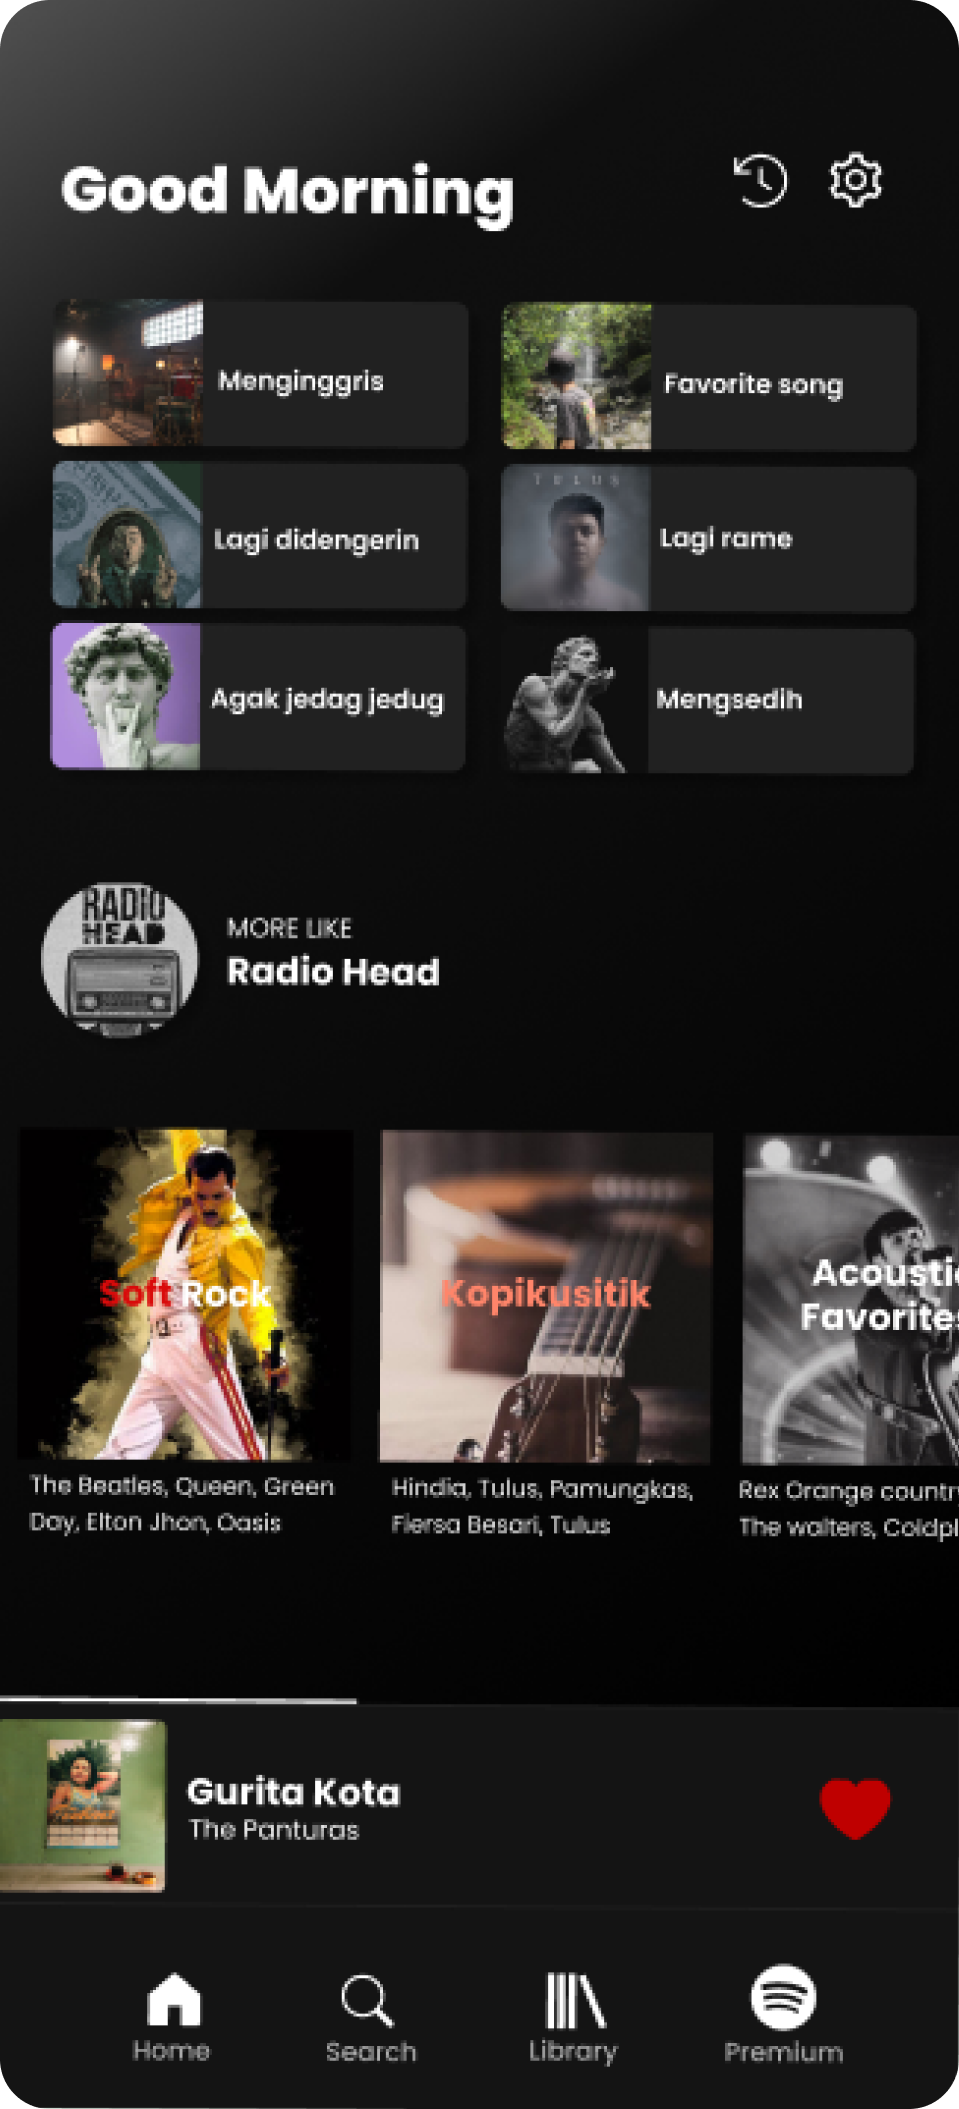 Good Morning
Menginggris
Favorite song
Lagi didengerin
TULUS
Lagi rame
Agak jedag jedug
Mengsedih
RADIO
HEAD
MORE LIKE
Radio Head
Soft Rock
Kopikusitik
Acoustic
Favorites
The Beatles, Queen, Green
Day, Elton Jhon, Oasis
Hindia, Tulus, Pamungkas,
Fiersa Besari, Tulus
Rex Orange country
The walters, Coldpl
Gurita Kota
The Panturas
Home
Search
Library
Premium